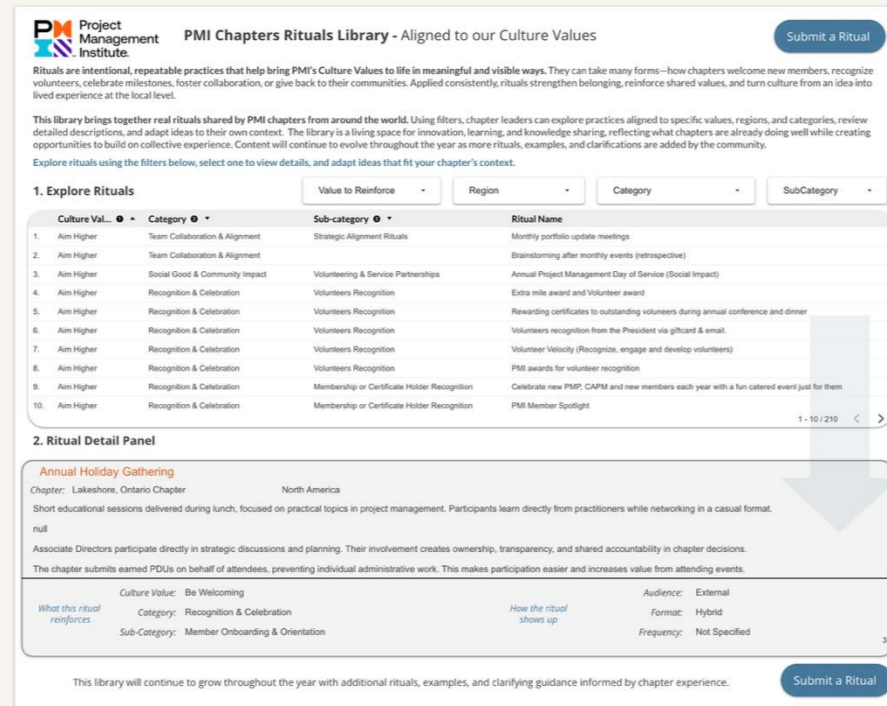 Project
Management
Institute.
PMI Chapters Rituals Library - Aligned to our Culture Values
Submit a Ritual
Rituals are intentional, repeatable practices that help bring PMI's Culture Values to life in meaningful and visible ways. They can take many forms—how chapters welcome new members, recognize
volunteers, celebrate milestones, foster collaboration, or give back to their communities. Applied consistently, rituals strengthen belonging, reinforce shared values, and turn culture from an idea into
lived experience at the local level.
This library brings together real rituals shared by PMI chapters from around the world. Using filters, chapter leaders can explore practices aligned to specific values, regions, and categories, review
detailed descriptions, and adapt ideas to their own context. The library is a living space for innovation, learning, and knowledge sharing, reflecting what chapters are already doing well while creating
opportunities to build on collective experience. Content will continue to evolve throughout the year as more rituals, examples, and clarifications are added by the community.
Explore rituals using the filters below, select one to view details, and adapt ideas that fit your chapter's context.
1. Explore Rituals
Value to Reinforce
Region
Category
SubCategory
Culture Val... Category Sub-category Ritual Name
1. Aim Higher Team Collaboration & Alignment Strategic Alignment Rituals Monthly portfolio update meetings
2. Aim Higher Team Collaboration & Alignment Brainstorming after monthly events (retrospective)
3. Aim Higher Social Good & Community Impact Volunteering & Service Partnerships Annual Project Management Day of Service (Social Impact)
4. Aim Higher Recognition & Celebration Volunteers Recognition Extra mile award and Volunteer award
5. Aim Higher Recognition & Celebration Volunteers Recognition Rewarding certificates to outstanding voluneers during annual conference and dinner
6. Aim Higher Recognition & Celebration Volunteers Recognition Volunteers recognition from the President via giftcard & email.
7. Aim Higher Recognition & Celebration Volunteers Recognition Volunteer Velocity (Recognize, engage and develop volunteers)
8. Aim Higher Recognition & Celebration Volunteers Recognition PMI awards for volunteer recognition
9. Aim Higher Recognition & Celebration Membership or Certificate Holder Recognition Celebrate new PMP, CAPM and new members each year with a fun catered event just for them
10. Aim Higher Recognition & Celebration Membership or Certificate Holder Recognition PMI Member Spotlight
1 - 10 / 210 < >
2. Ritual Detail Panel
Annual Holiday Gathering
Chapter: Lakeshore, Ontario Chapter North America
Short educational sessions delivered during lunch, focused on practical topics in project management. Participants learn directly from practitioners while networking in a casual format.
null
Associate Directors participate directly in strategic discussions and planning. Their involvement creates ownership, transparency, and shared accountability in chapter decisions.
The chapter submits earned PDUs on behalf of attendees, preventing individual administrative work. This makes participation easier and increases value from attending events.
What this ritual
reinforces
Culture Value: Be Welcoming
Category: Recognition & Celebration
Sub-Category: Member Onboarding & Orientation
How the ritual
shows up
Audience: External
Format: Hybrid
Frequency: Not Specified
3
This library will continue to grow throughout the year with additional rituals, examples, and clarifying guidance informed by chapter experience.
Submit a Ritual